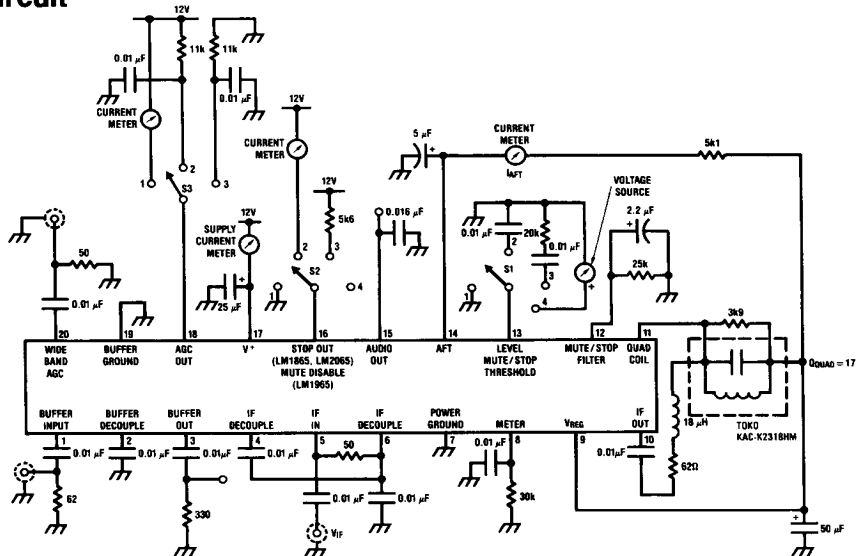 ircuit
12V
11k
11k
0.01 µF
0.01 µF
CURRENT
METER
1
2
S3
3
12V
CURRENT
METER
12V
5k6
2
3
S2
1
4
12V
SUPPLY
CURRENT
METER
25 µF
+
0.016 µF
5 µF
+
CURRENT
METER
IAFT
5k1
VOLTAGE
SOURCE
0.01 µF
20k
0.01 µF
2
S1
3
1
4
+
2.2 µF
+
25k
3k9
50
0.01 µF
20
19
18
17
16
15
14
13
12
11
WIDE
BAND
AGC
BUFFER
GROUND
AGC
OUT
V+
STOP OUT
(LM1865, LM2065)
MUTE DISABLE
(LM1965)
AUDIO
OUT
AFT
LEVEL
MUTE/STOP
THRESHOLD
MUTE/STOP
FILTER
QUAD
COIL
QQUAD = 17
TOKO
KAC-K2318HM
BUFFER
INPUT
BUFFER
DECOUPLE
BUFFER
OUT
IF
DECOUPLE
IF
IN
IF
DECOUPLE
POWER
GROUND
METER
VREG
IF
OUT
1
2
3
4
5
6
7
8
9
10
0.01 µF
0.01 µF
0.01µF
0.01 µF
50
0.01 µF
0.01µF
18 µH
62Ω
62
330
0.01 µF
0.01 µF
VIF
30k
+
50 µF